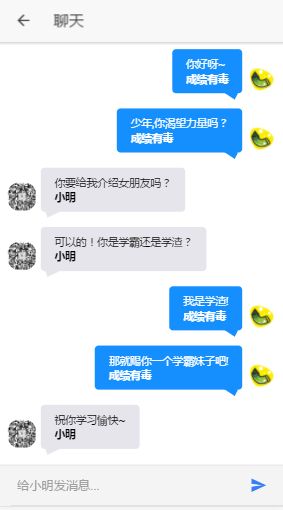 聊天
你好呀~
成绩有毒
少年,你渴望力量吗？
成绩有毒
你要给我介绍女朋友吗？
小明
可以的！你是学霸还是学渣？
小明
我是学渣!
成绩有毒
那就赐你一个学霸妹子吧!
成绩有毒
祝你学习愉快~
小明
给小明发消息...